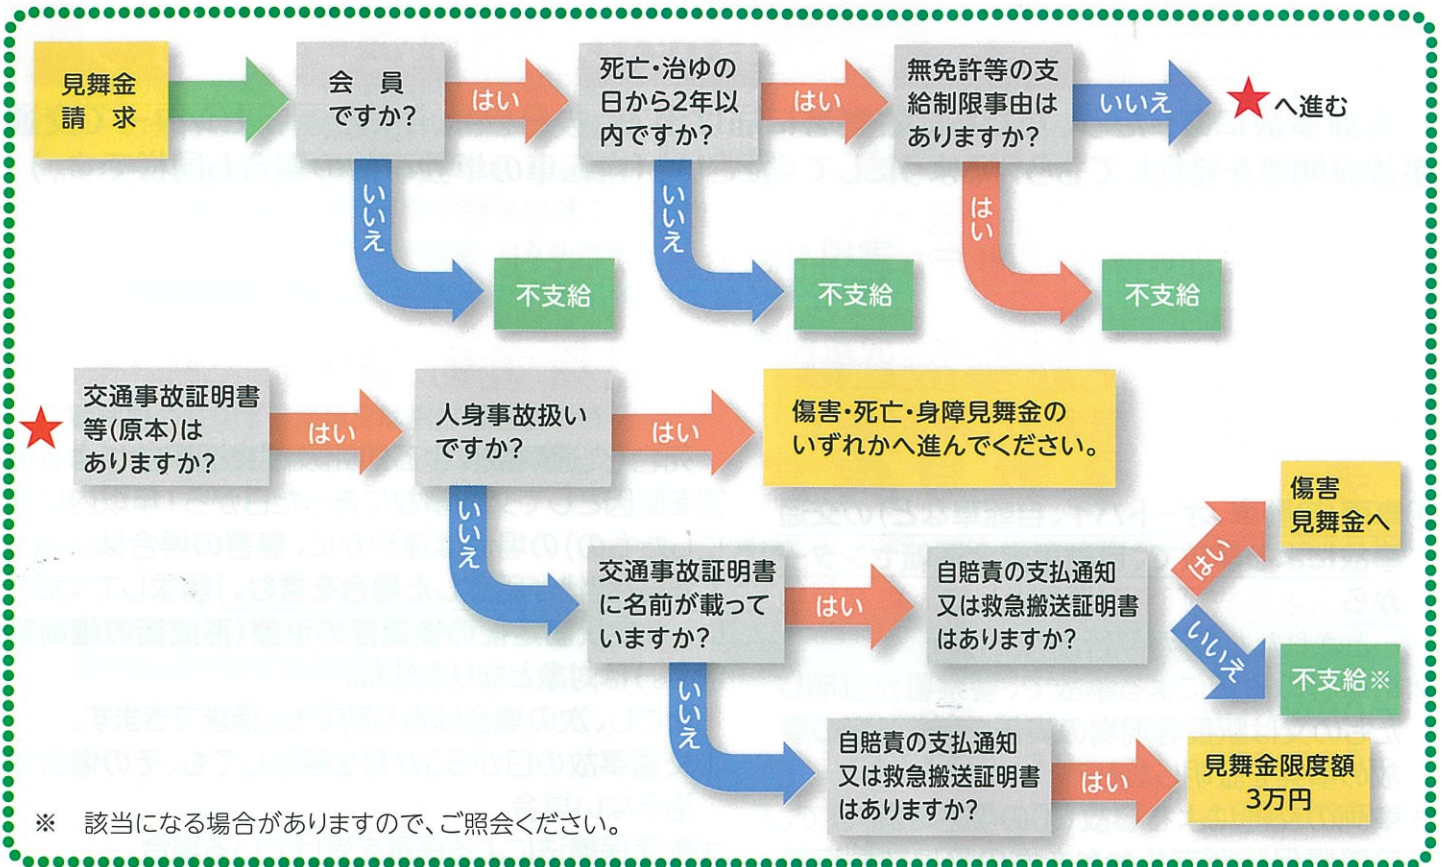 見舞金
請　求
会　員
ですか?
はい
死亡・治ゆの
日から2年以
内ですか?
はい
無免許等の支
給制限事由は
ありますか?
いいえ
★へ進む
いいえ
不支給
いいえ
不支給
はい
不支給
★
交通事故証明書
等(原本)は
ありますか?
はい
人身事故扱い
ですか?
はい
傷害・死亡・身障見舞金の
いずれかへ進んでください。
いいえ
交通事故証明書
に名前が載って
いますか?
はい
自賠責の支払通知
又は救急搬送証明書
はありますか?
はい
傷害
見舞金へ
いいえ
不支給※
いいえ
自賠責の支払通知
又は救急搬送証明書
はありますか?
はい
見舞金限度額
3万円
※　該当になる場合がありますので、ご照会ください。